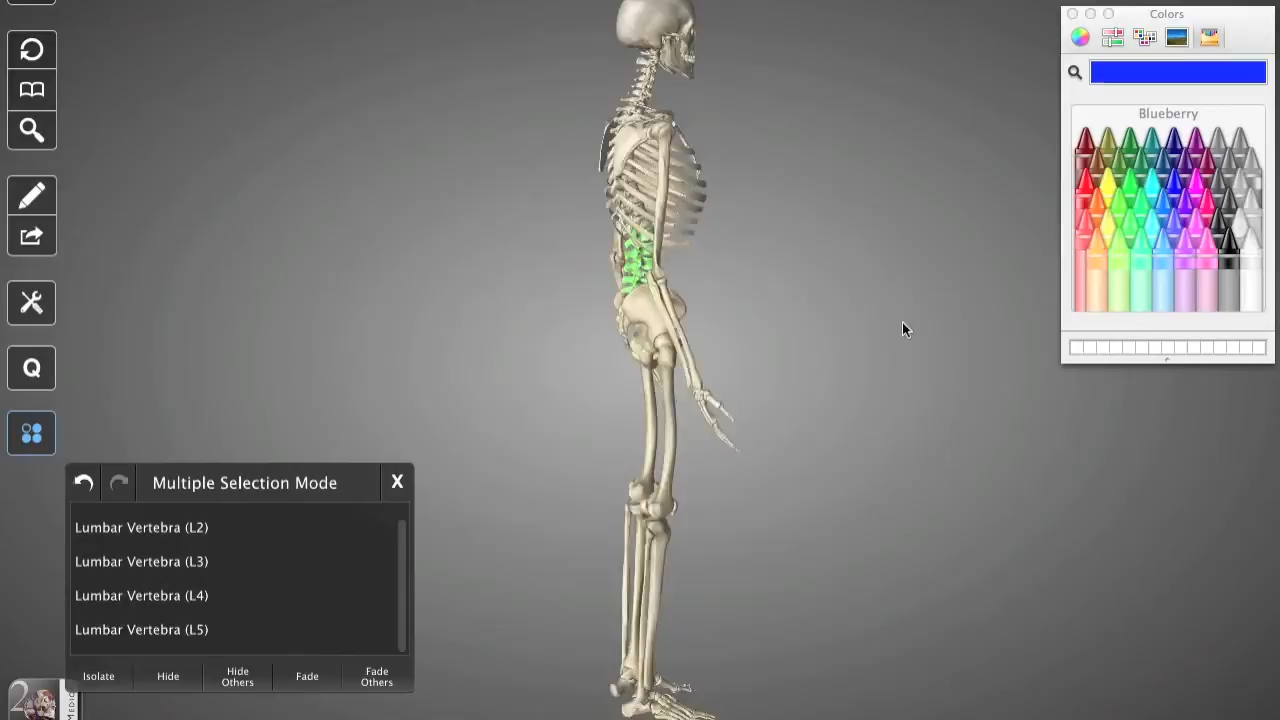 Colors
Blueberry
Q
Multiple Selection Mode
X
Lumbar Vertebra (L2)
Lumbar Vertebra (L3)
Lumbar Vertebra (L4)
Lumbar Vertebra (L5)
Isolate
Hide
Hide
Others
Fade
Fade
Others
2